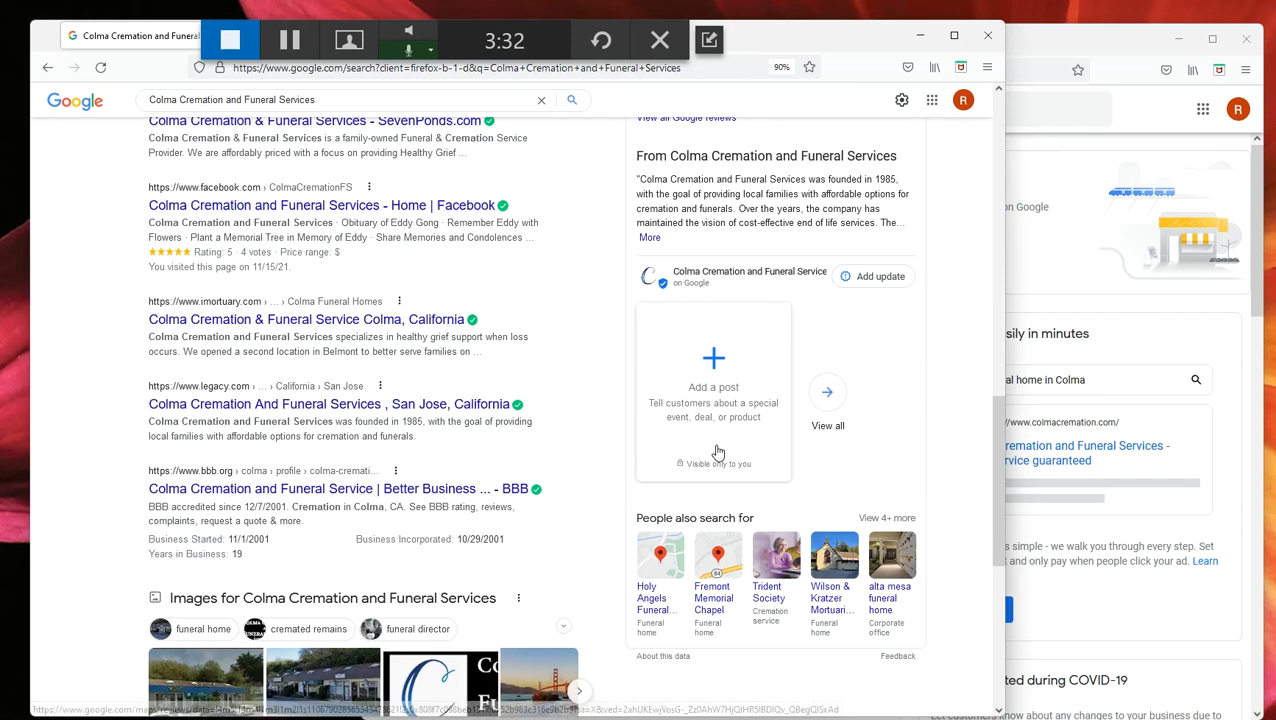 Colma Cremation and Funeral
3:32
https://www.google.com/search?client=firefox-b-1-d&q=Colma+Cremation+and+Funeral+Services
90%
Google
Colma Cremation and Funeral Services
R
R
Colma Cremation & Funeral Services - SevenPonds.com
Colma Cremation & Funeral Services is a family-owned Funeral & Cremation Service
Provider. We are affordably priced with a focus on providing Healthy Grief ...
https://www.facebook.com › ColmaCremationFS
Colma Cremation and Funeral Services - Home | Facebook
Colma Cremation and Funeral Services · Obituary of Eddy Gong · Remember Eddy with
Flowers · Plant a Memorial Tree in Memory of Eddy · Share Memories and Condolences ...
Rating: 5 · 4 votes · Price range: $
You visited this page on 11/15/21.
https://www.imortuary.com › ... › Colma Funeral Homes
Colma Cremation & Funeral Service Colma, California
Colma Cremation and Funeral Services specializes in healthy grief support when loss
occurs. We opened a second location in Belmont to better serve families on ...
https://www.legacy.com › ... › California › San Jose
Colma Cremation And Funeral Services , San Jose, California
Colma Cremation and Funeral Services was founded in 1985, with the goal of providing
local families with affordable options for cremation and funerals.
https://www.bbb.org › colma › profile › colma-cremati...
Colma Cremation and Funeral Service | Better Business ... - BBB
BBB accredited since 12/7/2001. Cremation in Colma, CA. See BBB rating, reviews,
complaints, request a quote & more.
Business Started: 11/1/2001
Business Incorporated: 10/29/2001
Years in Business: 19
Images for Colma Cremation and Funeral Services
funeral home
cremated remains
funeral director
View all Google reviews
From Colma Cremation and Funeral Services
"Colma Cremation and Funeral Services was founded in 1985,
with the goal of providing local families with affordable options for
cremation and funerals. Over the years, the company has
maintained the vision of cost-effective end of life services. The...
More
Colma Cremation and Funeral Service
on Google
Add update
Add a post
Tell customers about a special
event, deal, or product
Visible only to you
View all
People also search for
View 4+ more
Holy
Angels
Funeral...
Funeral
home
Fremont
Memorial
Chapel
Funeral
home
Trident
Society
Cremation
service
Wilson &
Kratzer
Mortuari...
Funeral
home
alta mesa
funeral
home
Corporate
office
About this data
Feedback
on Google
sily in minutes
al home in Colma
www.colmacremation.com/
remation and Funeral Services -
rvice guaranteed
s simple - we walk you through every step. Set
t and only pay when people click your ad. Learn
ted during COVID-19
Let customers know about any changes to your business due to